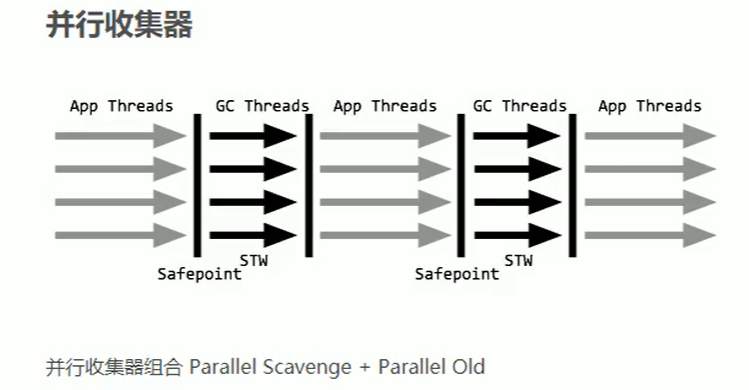 并行收集器
App Threads GC Threads App Threads GC Threads App Threads
STW STW
Safepoint Safepoint
并行收集器组合 Parallel Scavenge + Parallel Old